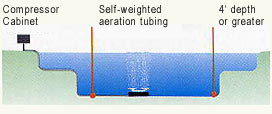 Compressor
Cabinet
Self-weighted
aeration tubing
4' depth
or greater